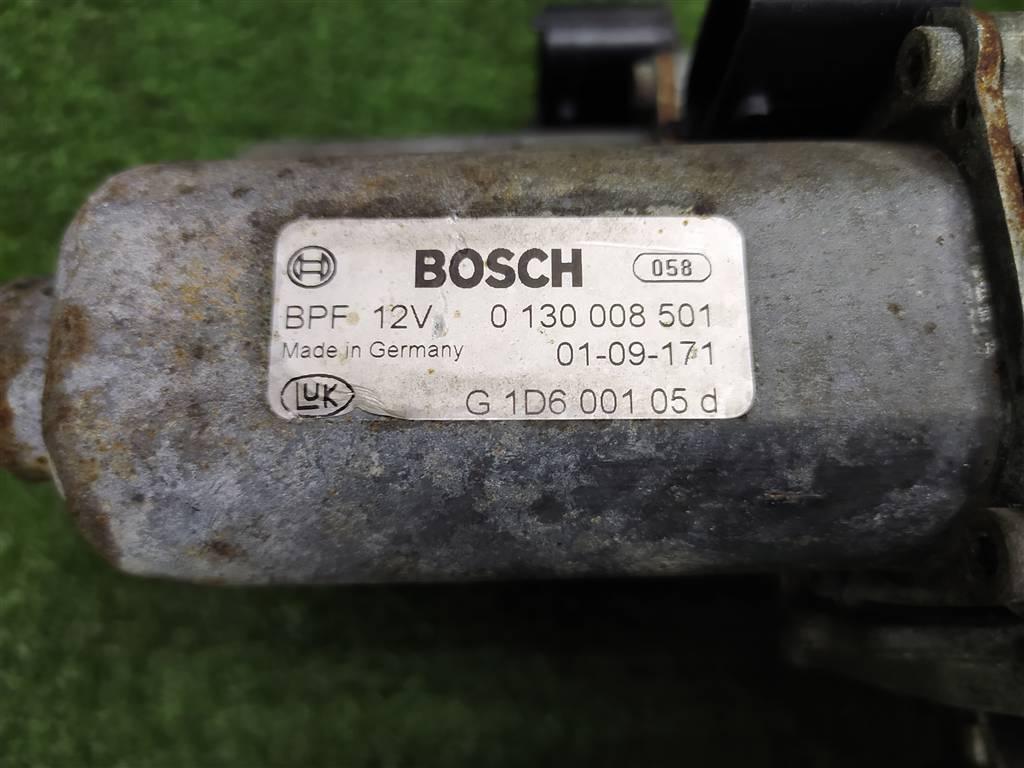 BOSCH 058
BPF 12V 0 130 008 501
Made in Germany 01-09-171
LuK G 1D6 001 05 d